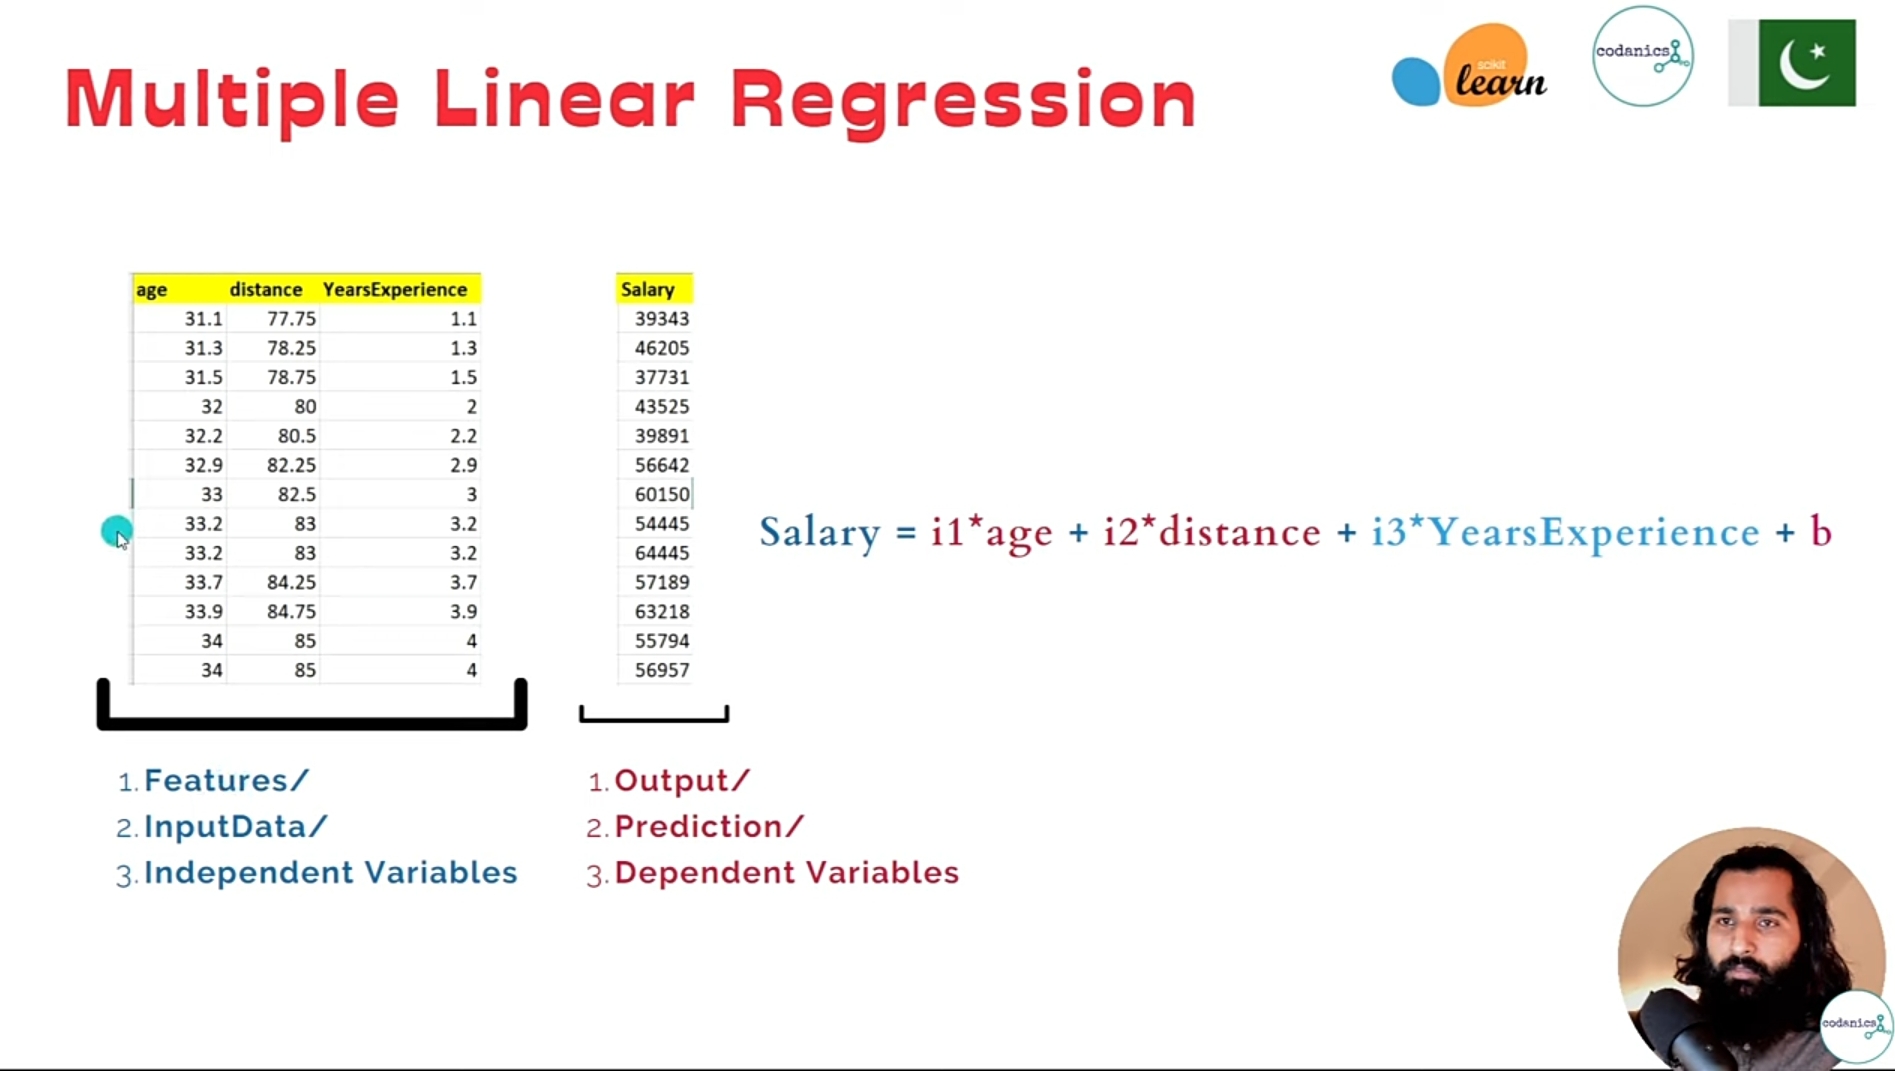 Multiple Linear Regression
scikit
learn
codanics
age distance YearsExperience
31.1 77.75 1.1
31.3 78.25 1.3
31.5 78.75 1.5
32 80 2
32.2 80.5 2.2
32.9 82.25 2.9
33 82.5 3
33.2 83 3.2
33.2 83 3.2
33.7 84.25 3.7
33.9 84.75 3.9
34 85 4
34 85 4
Salary
39343
46205
37731
43525
39891
56642
60150
54445
64445
57189
63218
55794
56957
Salary = i1*age + i2*distance + i3*YearsExperience + b
1. Features/
2. InputData/
3. Independent Variables
1. Output/
2. Prediction/
3. Dependent Variables
codanics